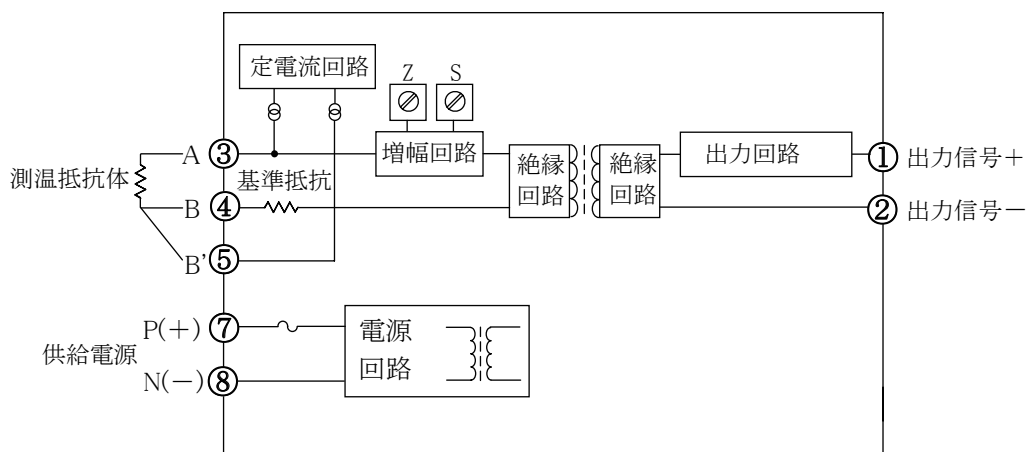 定電流回路
Z S
A ③ 増幅回路
測温抵抗体
基準抵抗
B ④
B' ⑤
絶縁
回路
絶縁
回路
出力回路
① 出力信号+
② 出力信号-
供給電源
P(+) ⑦
N(-) ⑧
電源
回路